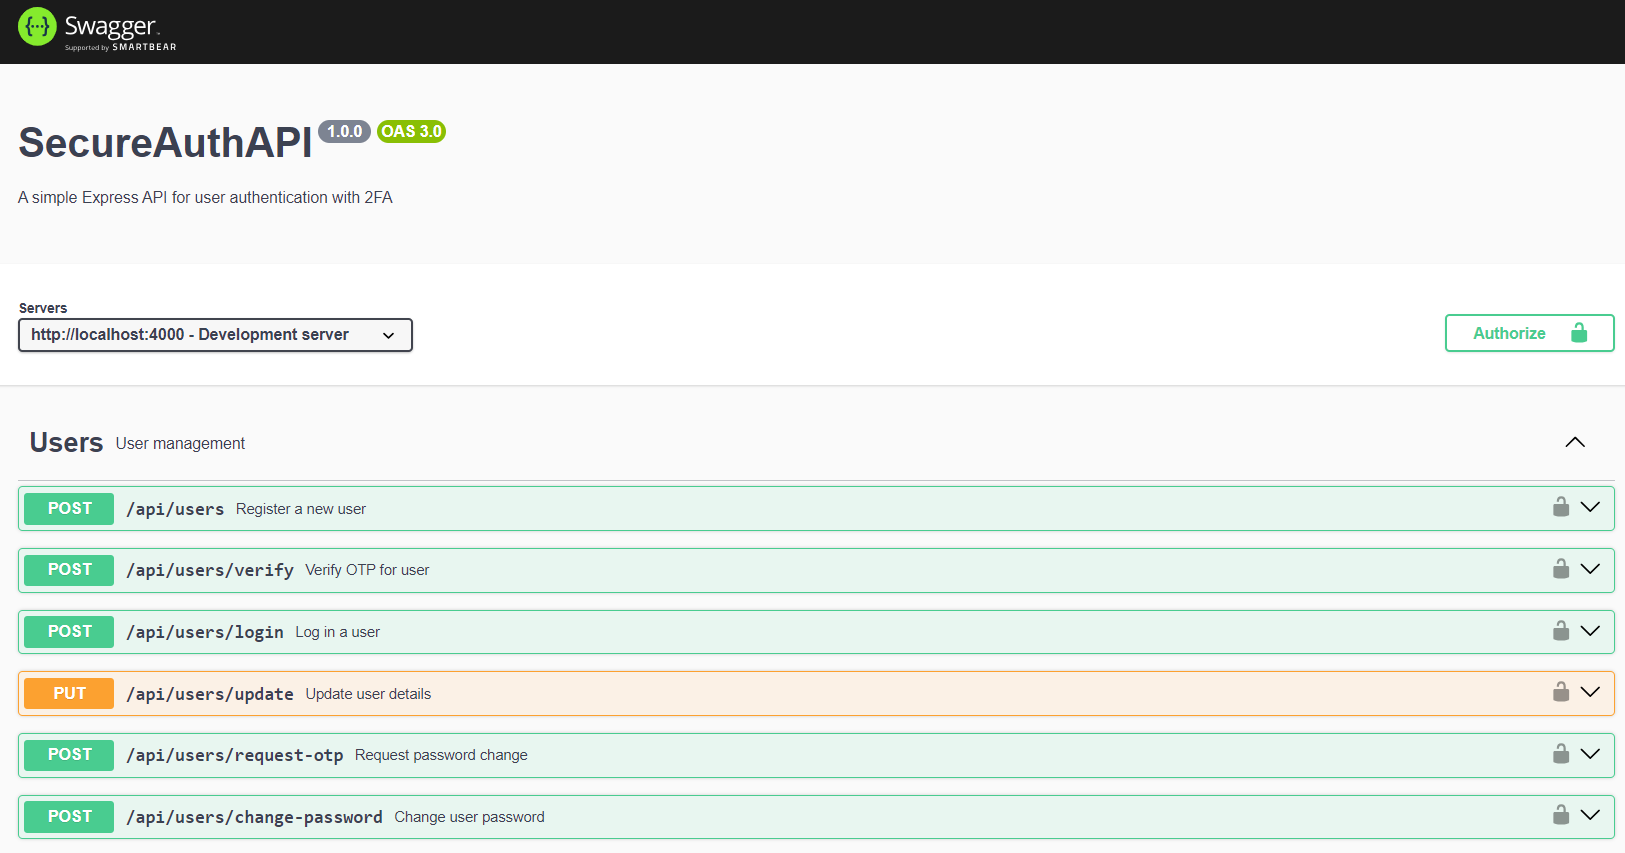 Swagger
Supported by SMARTBEAR
SecureAuthAPI 1.0.0 OAS 3.0
A simple Express API for user authentication with 2FA
Servers
http://localhost:4000 - Development server
Authorize
Users User management
POST /api/users Register a new user
POST /api/users/verify Verify OTP for user
POST /api/users/login Log in a user
PUT /api/users/update Update user details
POST /api/users/request-otp Request password change
POST /api/users/change-password Change user password